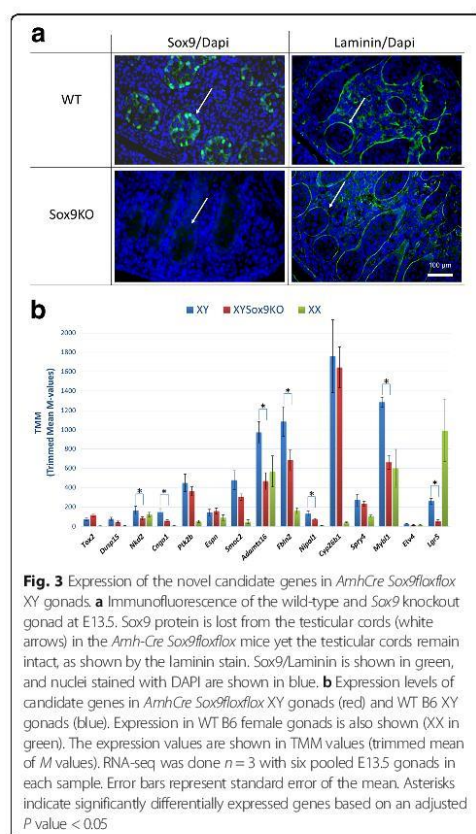 a
Sox9/Dapi Laminin/Dapi
WT
Sox9KO
100 µm
b
XY XYSox9KO XX
TMM
(Trimmed Mean M-values)
2000
1800
1600
1400
1200
1000
800
600
400
200
0
* * * * * * *
Tox2 Dusp15 Nkd2 Cngα1 Ptk2b Espn Smoc2 Adamts16 Fbln2 Nipal1 Cyp26b1 Spry4 Mybl1 Etv4 Lgr5
Fig. 3 Expression of the novel candidate genes in AmhCre Sox9floxflox
XY gonads. a Immunofluorescence of the wild-type and Sox9 knockout
gonad at E13.5. Sox9 protein is lost from the testicular cords (white
arrows) in the Amh-Cre Sox9floxflox mice yet the testicular cords remain
intact, as shown by the laminin stain. Sox9/Laminin is shown in green,
and nuclei stained with DAPI are shown in blue. b Expression levels of
candidate genes in AmhCre Sox9floxflox XY gonads (red) and WT B6 XY
gonads (blue). Expression in WT B6 female gonads is also shown (XX in
green). The expression values are shown in TMM values (trimmed mean
of M values). RNA-seq was done n = 3 with six pooled E13.5 gonads in
each sample. Error bars represent standard error of the mean. Asterisks
indicate significantly differentially expressed genes based on an adjusted
P value < 0.05